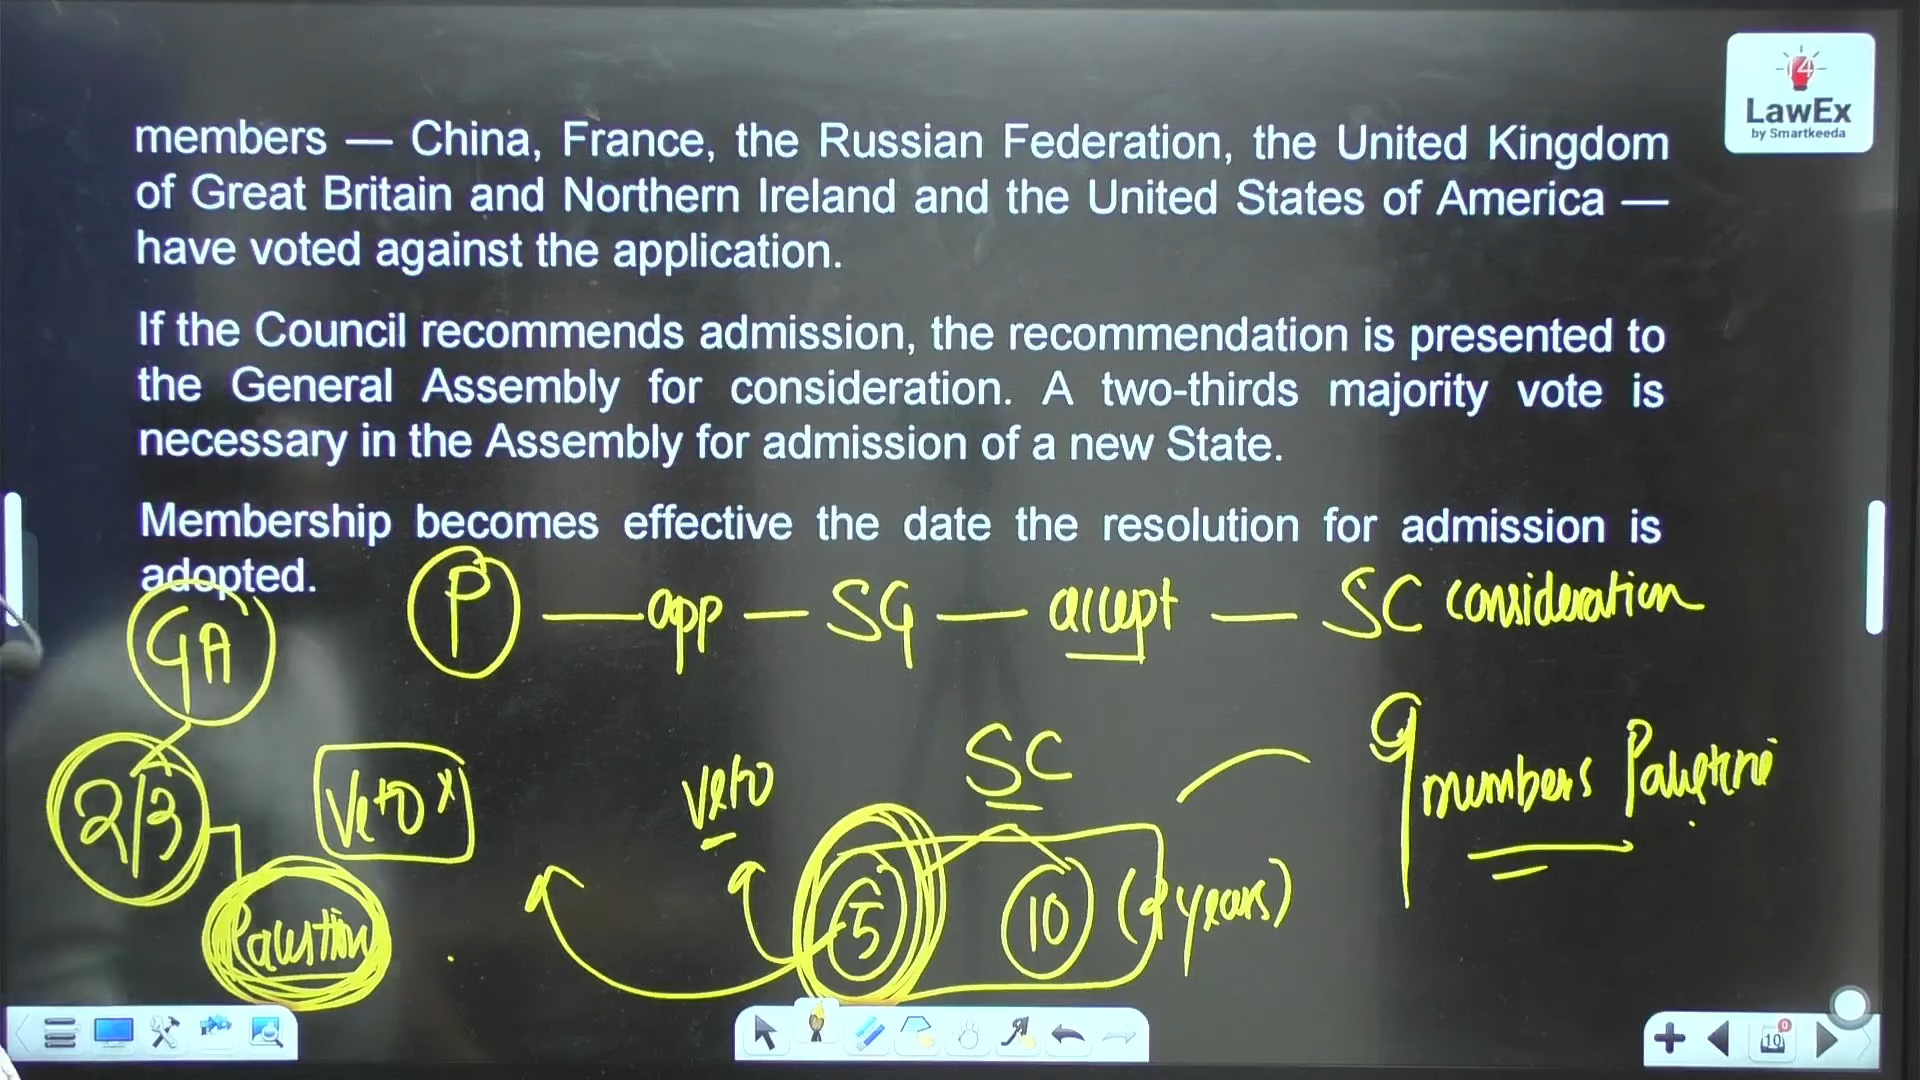 LawEx
by Smartkeeda
members — China, France, the Russian Federation, the United Kingdom
of Great Britain and Northern Ireland and the United States of America —
have voted against the application.
If the Council recommends admission, the recommendation is presented to
the General Assembly for consideration. A two-thirds majority vote is
necessary in the Assembly for admission of a new State.
Membership becomes effective the date the resolution for admission is
adopted.
P — app — SG — accept — SC consideration
GA
2/3
Veto x
veto
SC
9 members
5
10
(2 years)
10
0